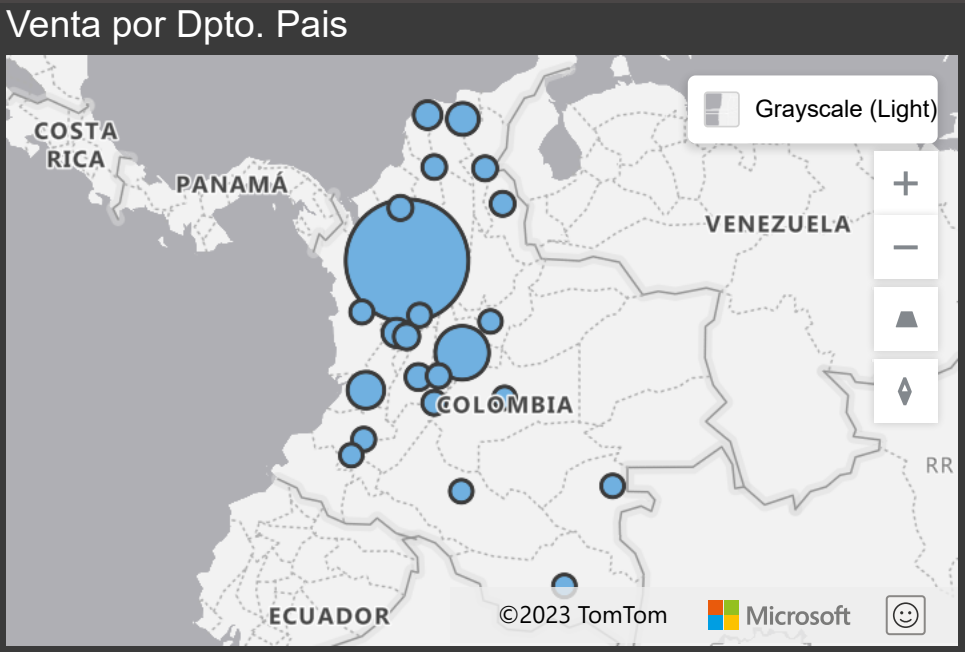 Venta por Dpto. Pais
Grayscale (Light)
COSTA
RICA
PANAMÁ
VENEZUELA
COLOMBIA
RR
ECUADOR
©2023 TomTom
Microsoft